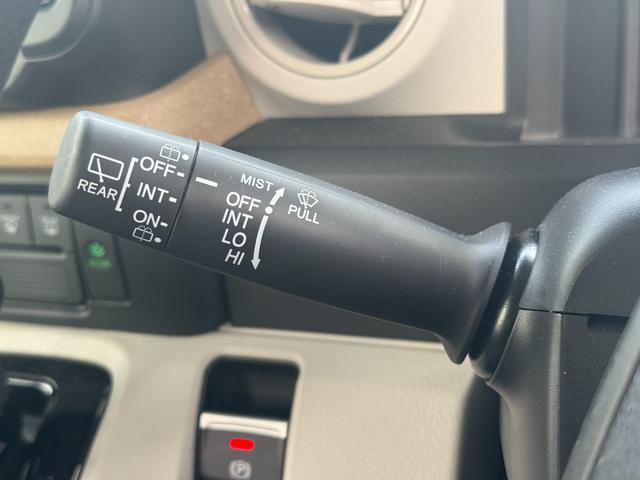 REAR
OFF
INT
ON
MIST
OFF
INT
LO
HI
PULL
P